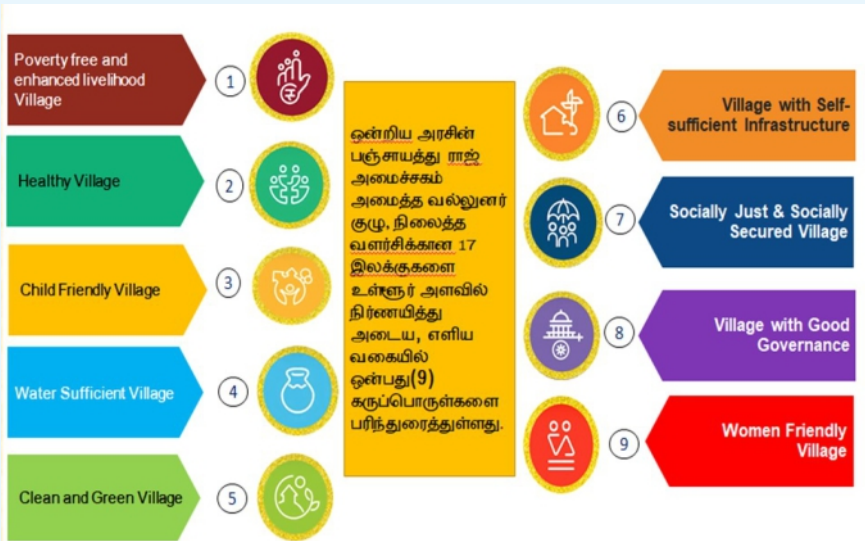 Poverty free and
enhanced livelihood
Village
1
Healthy Village
2
Child Friendly Village
3
Water Sufficient Village
4
Clean and Green Village
5
ஒன்றிய அரசின்
பஞ்சாயத்து ராஜ்
அமைச்சகம்
அமைத்த வல்லுனர்
குழு, நிலைத்த
வளர்சிக்கான 17
இலக்குகளை
உள்ளூர் அளவில்
நிர்ணயித்து
அடைய, எளிய
வகையில்
ஒன்பது(9)
கருப்பொருள்களை
பரிந்துரைத்துள்ளது.
6
Village with Self-
sufficient Infrastructure
7
Socially Just & Socially
Secured Village
8
Village with Good
Governance
9
Women Friendly
Village